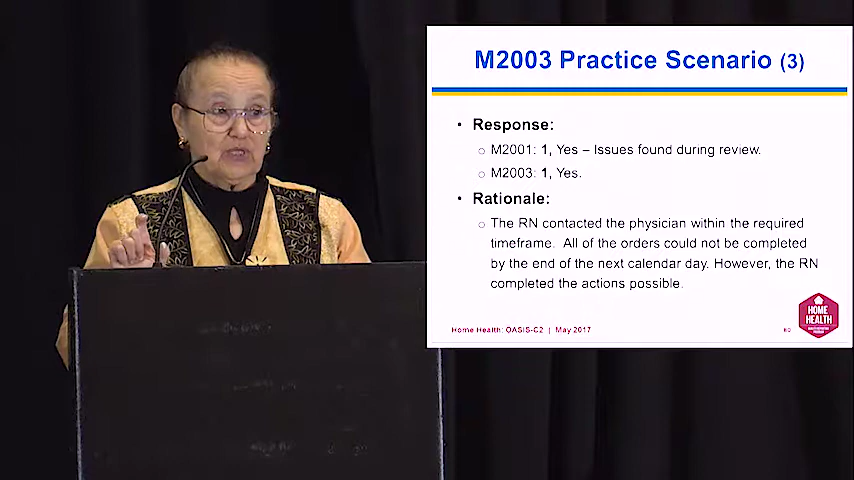 M2003 Practice Scenario (3)
• Response:
○ M2001: 1, Yes – Issues found during review.
○ M2003: 1, Yes.
• Rationale:
○ The RN contacted the physician within the required
timeframe. All of the orders could not be completed
by the end of the next calendar day. However, the RN
completed the actions possible.
HOME
HEALTH
Home Health: OASIS-C2 | May 2017